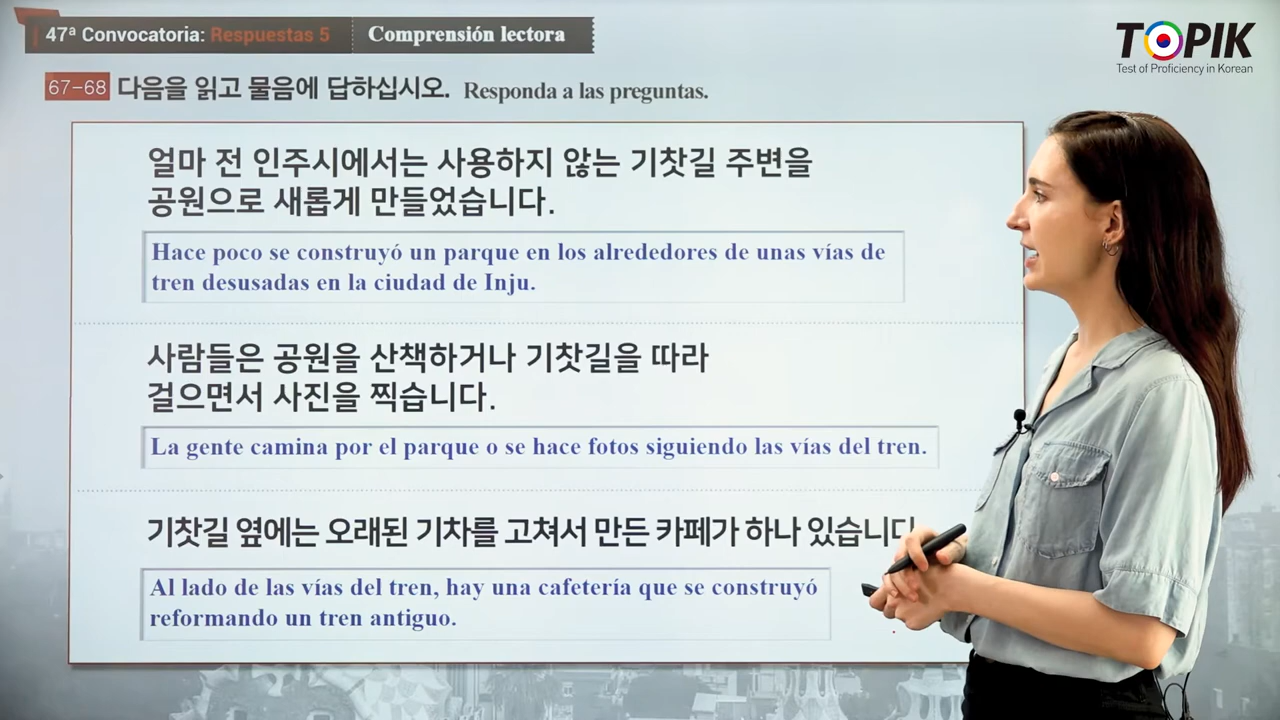 47ª Convocatoria: Respuestas 5 Comprensión lectora
TOPIK
Test of Proficiency in Korean
67-68 다음을 읽고 물음에 답하십시오. Responda a las preguntas.
얼마 전 인주시에서는 사용하지 않는 기찻길 주변을
공원으로 새롭게 만들었습니다.
Hace poco se construyó un parque en los alrededores de unas vías de
tren desusadas en la ciudad de Inju.
사람들은 공원을 산책하거나 기찻길을 따라
걸으면서 사진을 찍습니다.
La gente camina por el parque o se hace fotos siguiendo las vías del tren.
기찻길 옆에는 오래된 기차를 고쳐서 만든 카페가 하나 있습니다
Al lado de las vías del tren, hay una cafetería que se construyó
reformando un tren antiguo.